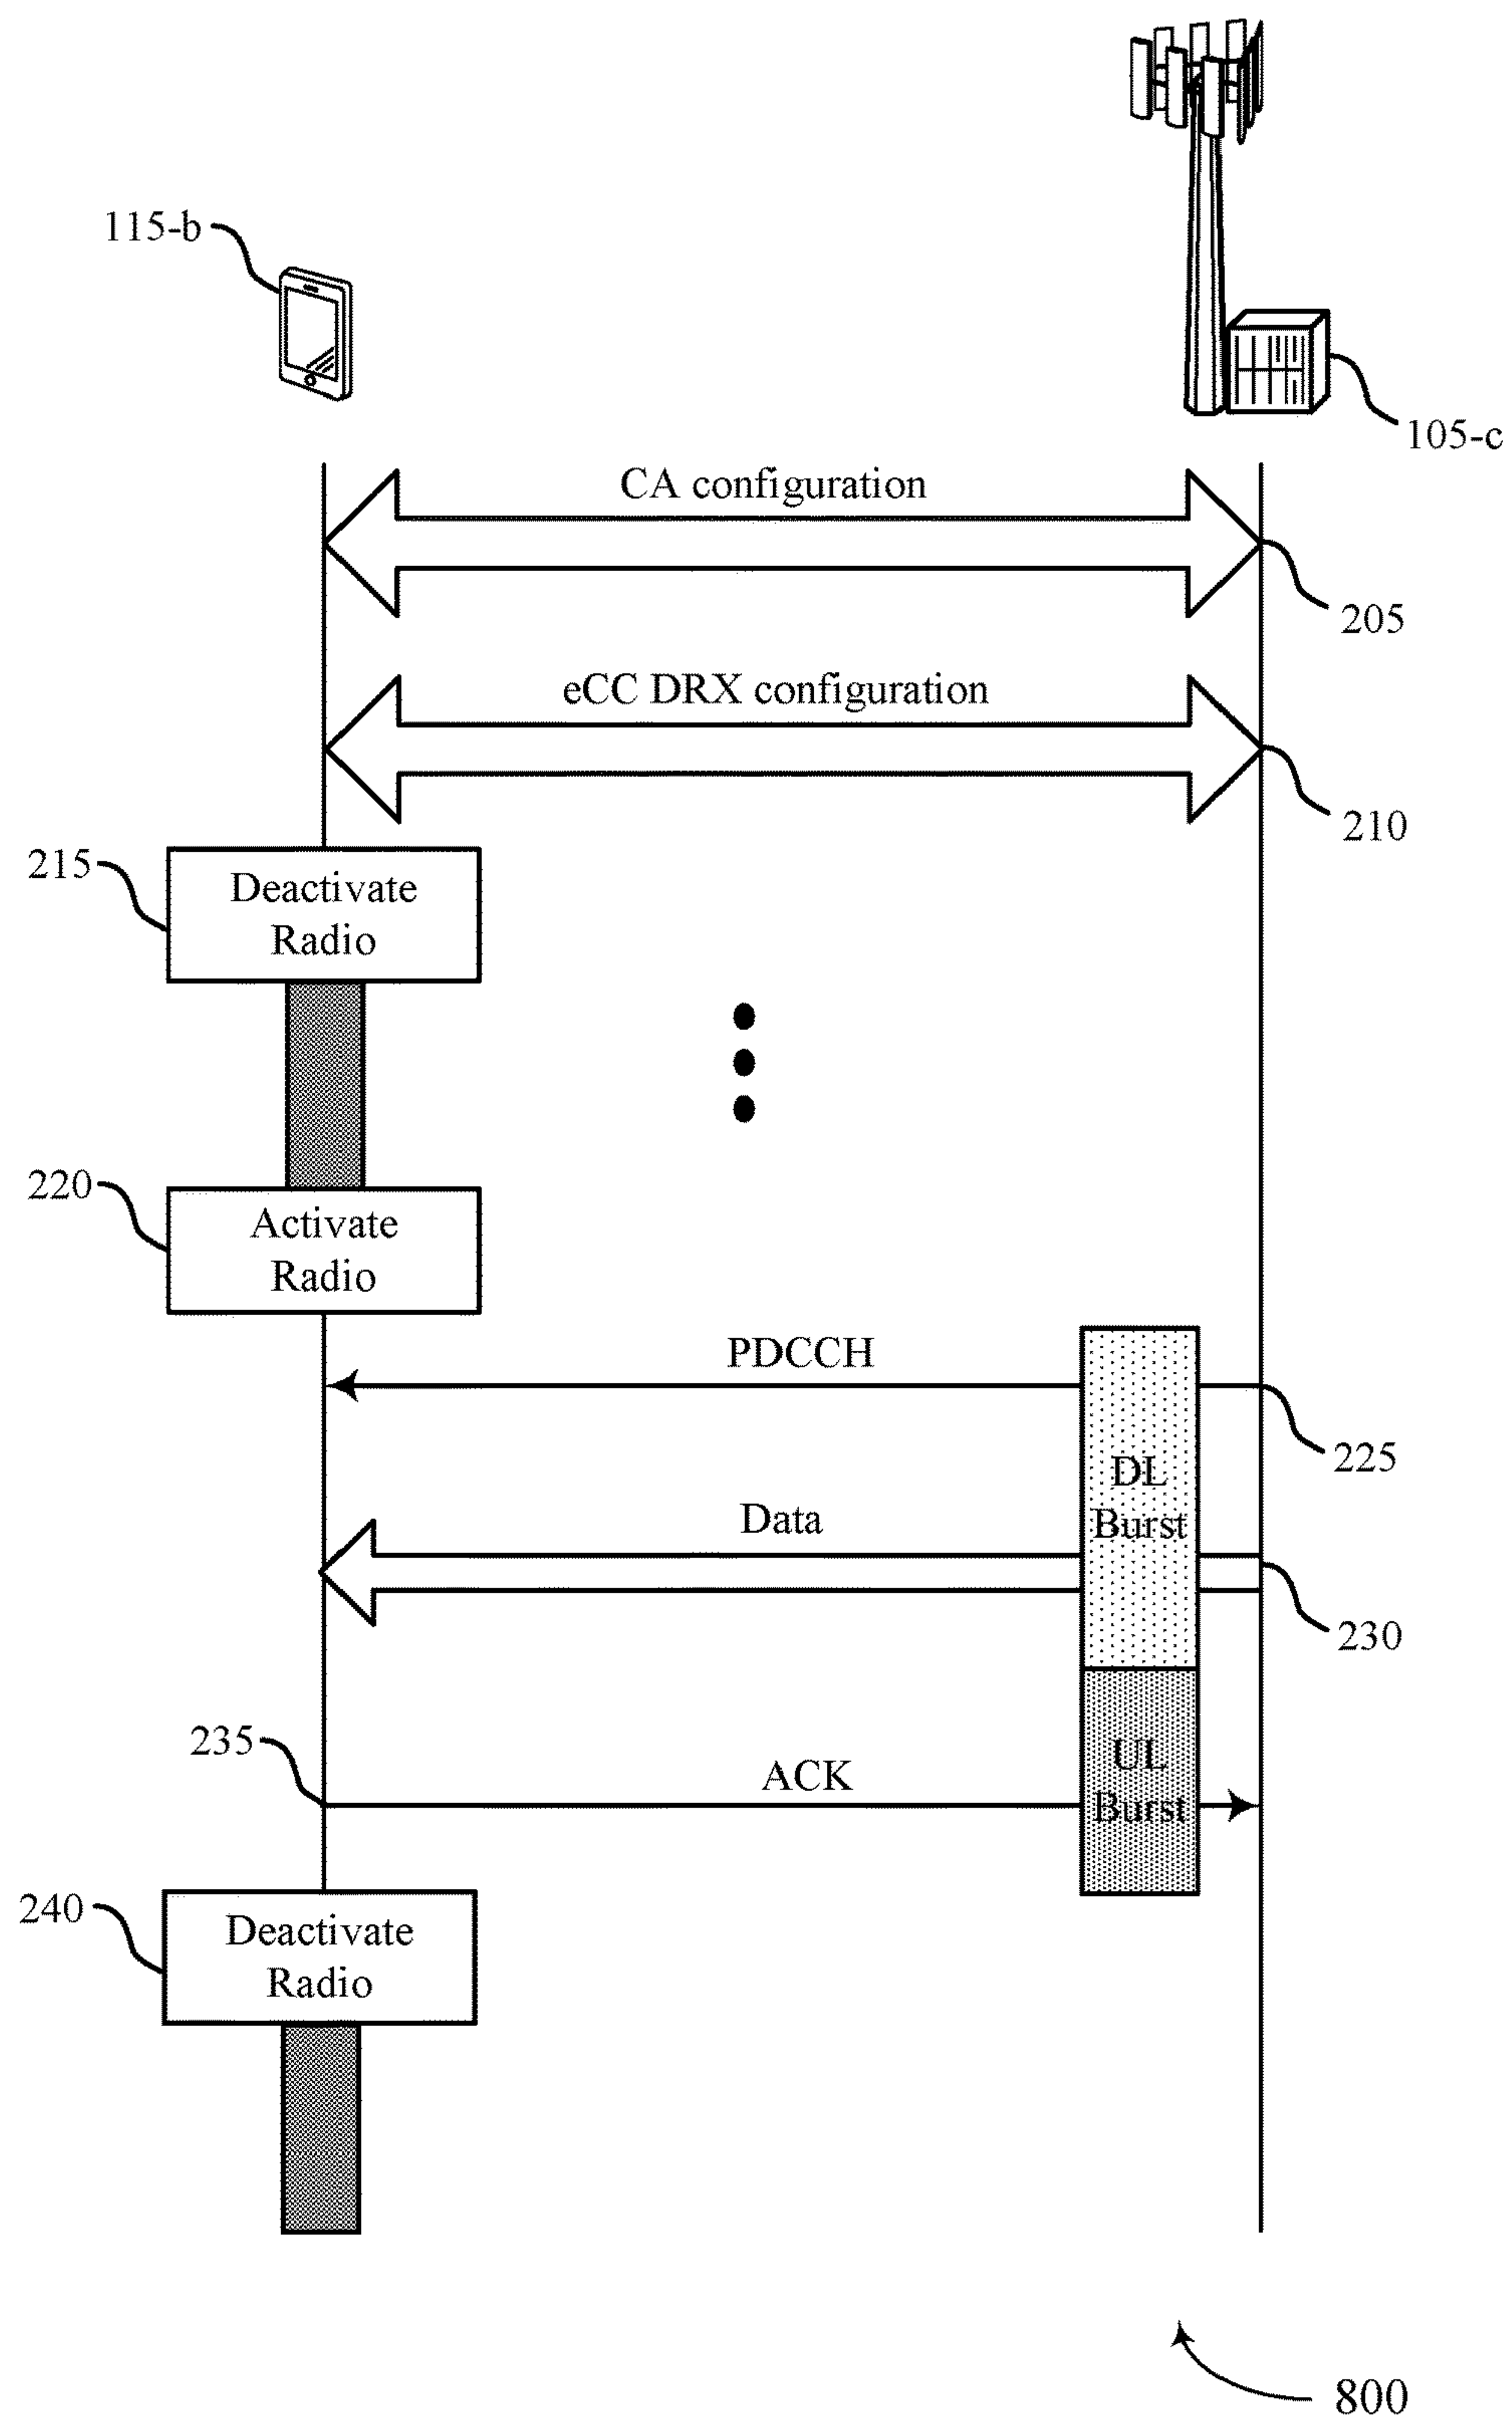 115-b
105-c
CA configuration
205
eCC DRX configuration
210
215
Deactivate
Radio
220
Activate
Radio
PDCCH
225
DL
Burst
Data
230
235
ACK
UL
Burst
240
Deactivate
Radio
800